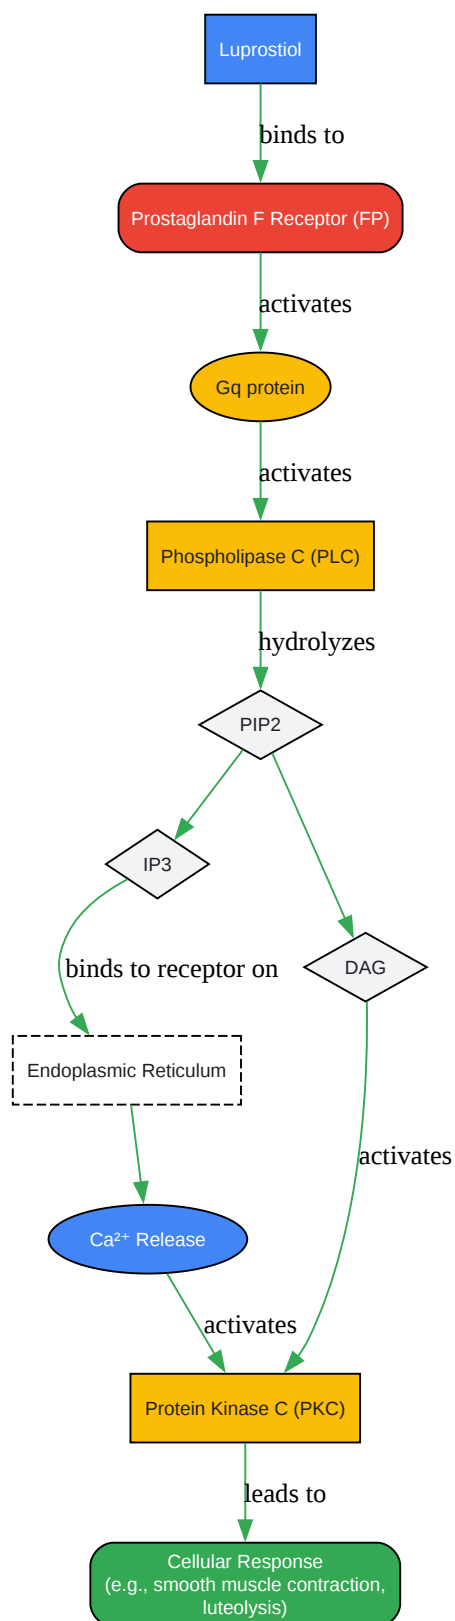 Luprostiol
binds to
Prostaglandin F Receptor (FP)
activates
Gq protein
activates
Phospholipase C (PLC)
hydrolyzes
PIP2
IP3
DAG
binds to receptor on
Endoplasmic Reticulum
activates
Ca²⁺ Release
activates
Protein Kinase C (PKC)
leads to
Cellular Response
(e.g., smooth muscle contraction,
luteolysis)